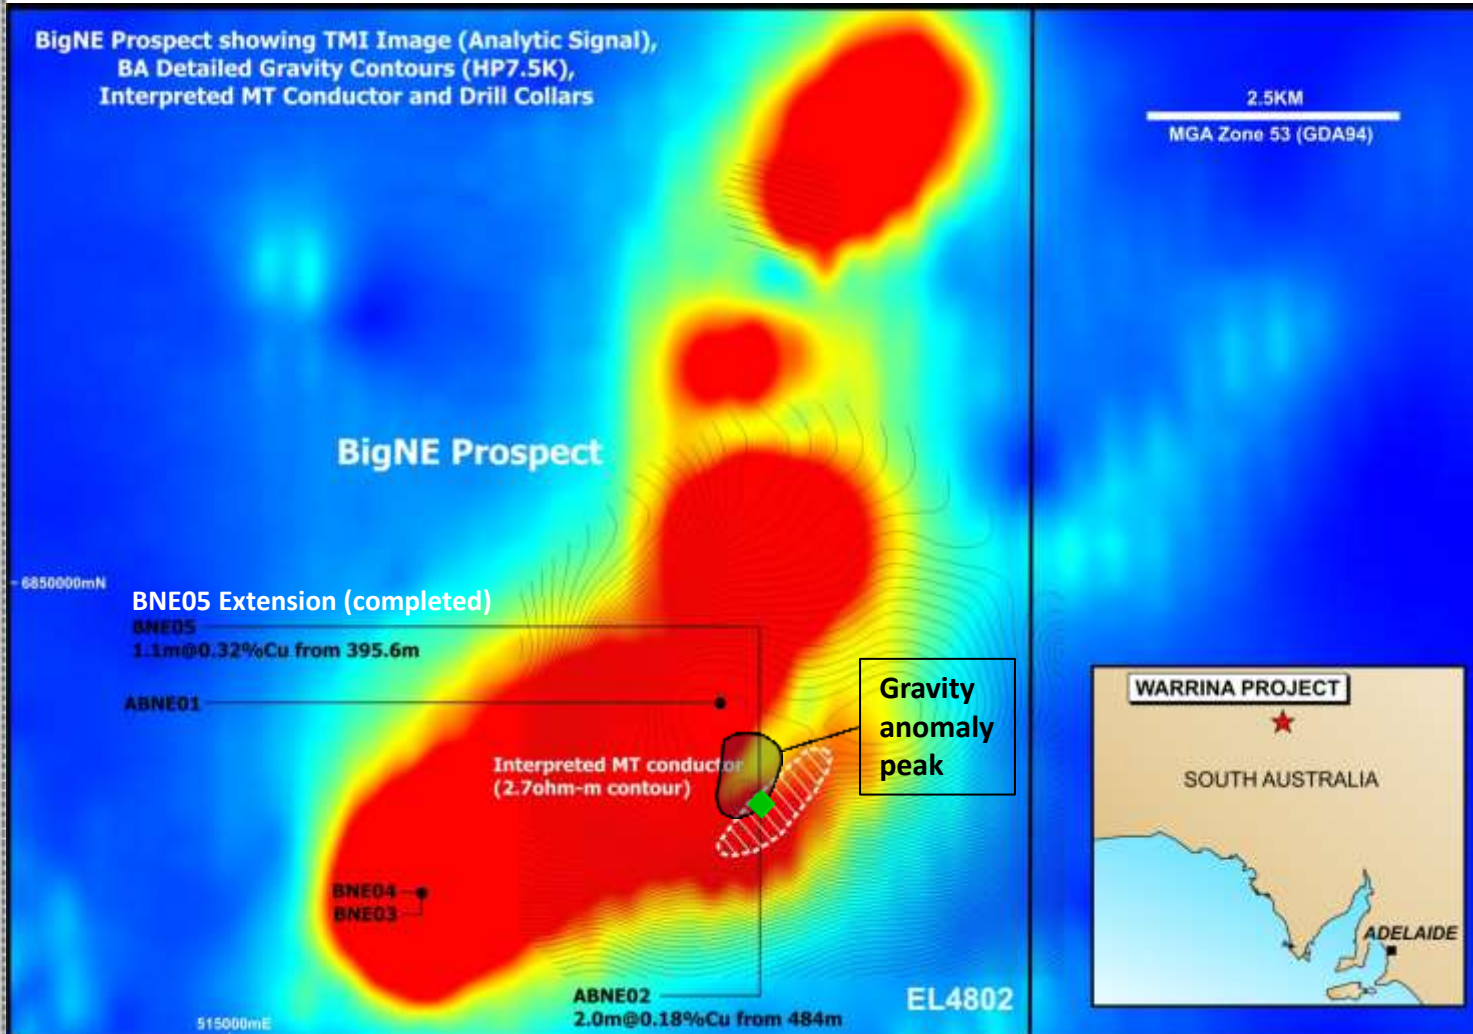 BigNE Prospect showing TMI Image (Analytic Signal),
BA Detailed Gravity Contours (HP7.5K),
Interpreted MT Conductor and Drill Collars
2.5KM
MGA Zone 53 (GDA94)
BigNE Prospect
6850000mN
BNE05 Extension (completed)
BNE05
1.1m@0.32%Cu from 395.6m
ABNE01
Gravity
anomaly
peak
Interpreted MT conductor
(2.7ohm-m contour)
BNE04
BNE03
ABNE02
2.0m@0.18%Cu from 484m
EL4802
515000mE
WARRINA PROJECT
SOUTH AUSTRALIA
ADELAIDE